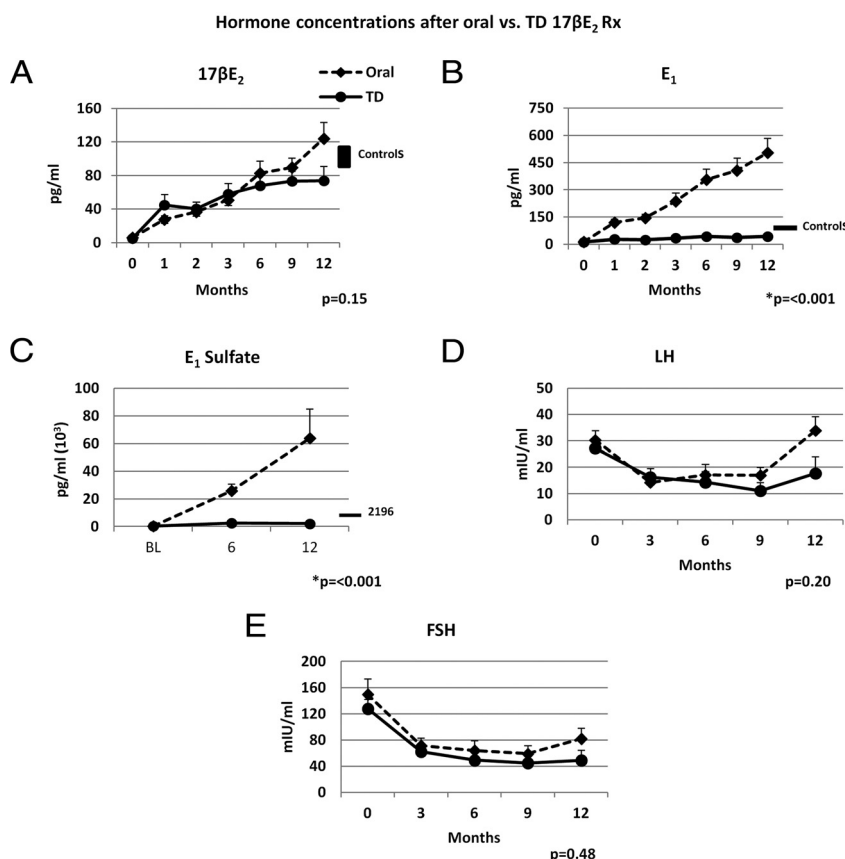 Hormone concentrations after oral vs. TD 17βE₂ Rx
A
17βE₂
Oral
TD
pg/ml
160
120
80
40
0
ControlS
0 1 2 3 6 9 12
Months
p=0.15
B
E₁
pg/ml
750
600
450
300
150
0
ControlS
0 1 2 3 6 9 12
Months
*p=<0.001
C
E₁ Sulfate
pg/ml (10³)
100
80
60
40
20
0
2196
BL 6 12
*p=<0.001
D
LH
mIU/ml
50
40
30
20
10
0
0 3 6 9 12
Months
p=0.20
E
FSH
mIU/ml
200
160
120
80
40
0
0 3 6 9 12
Months
p=0.48